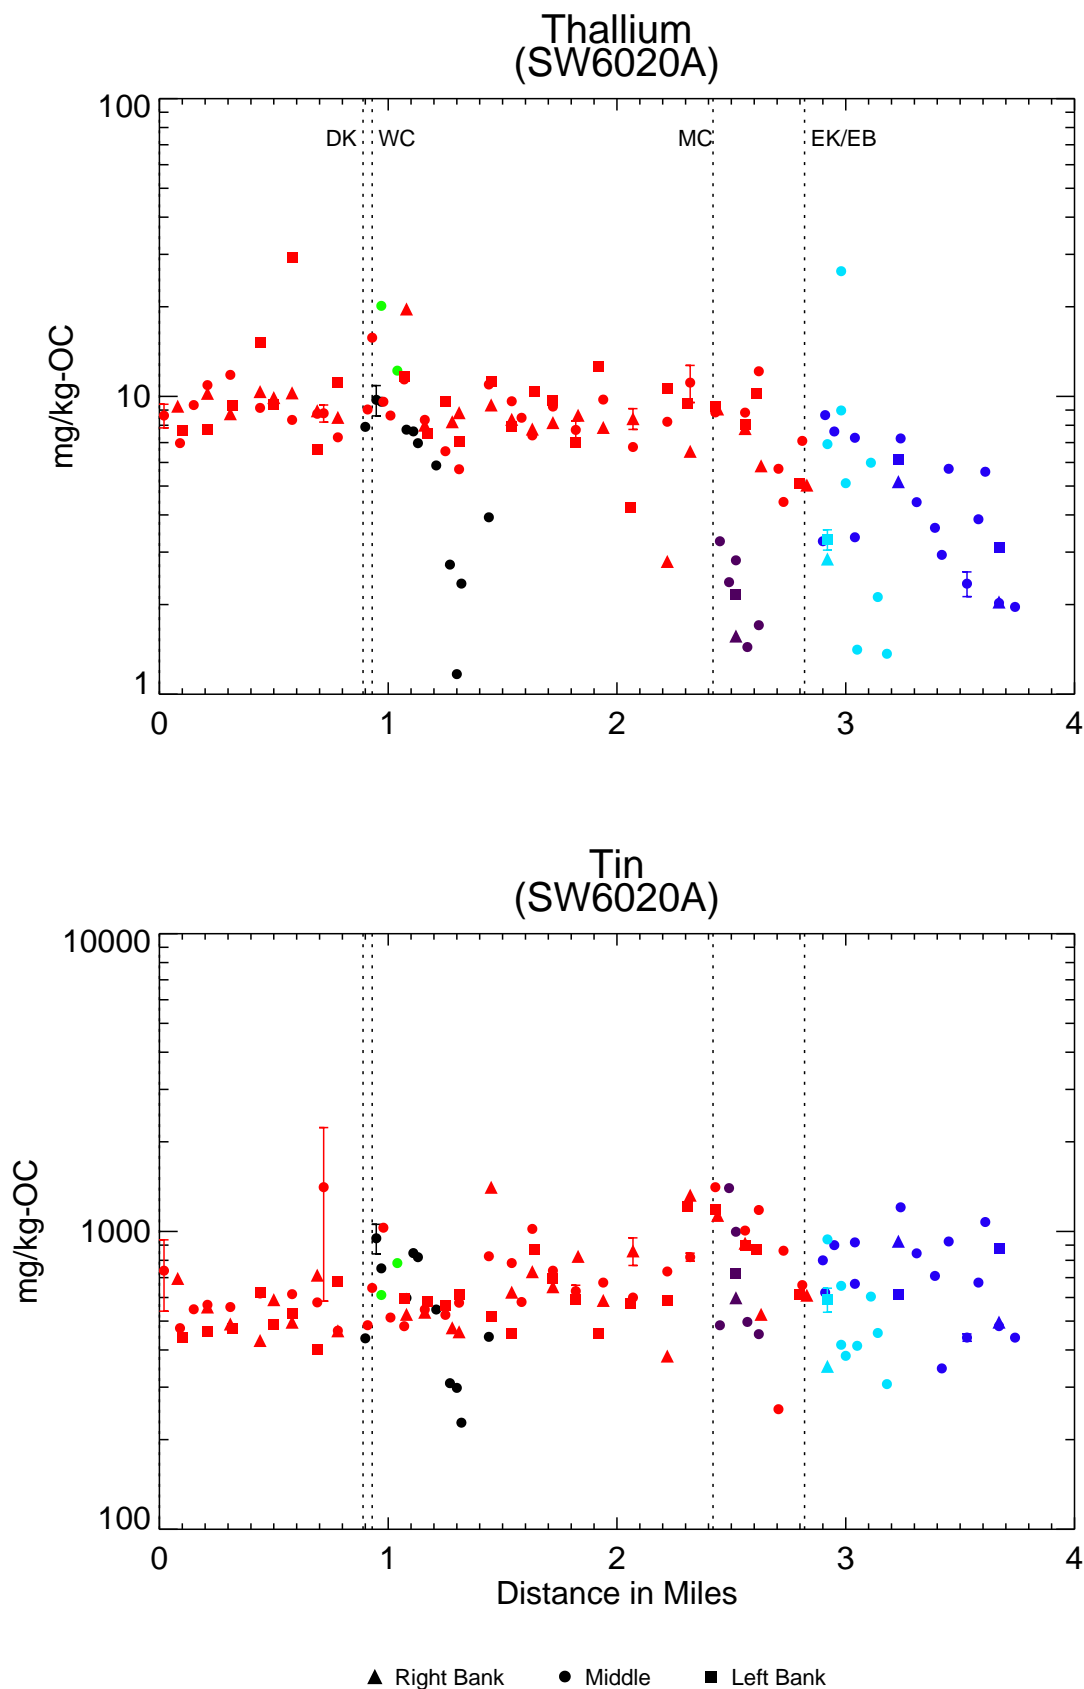 Thallium
(SW6020A)
100
DK WC MC EK/EB
10
mg/kg-OC
1
0 1 2 3 4
Tin
(SW6020A)
10000
1000
mg/kg-OC
100
0 1 2 3 4
Distance in Miles
Right Bank Middle Left Bank